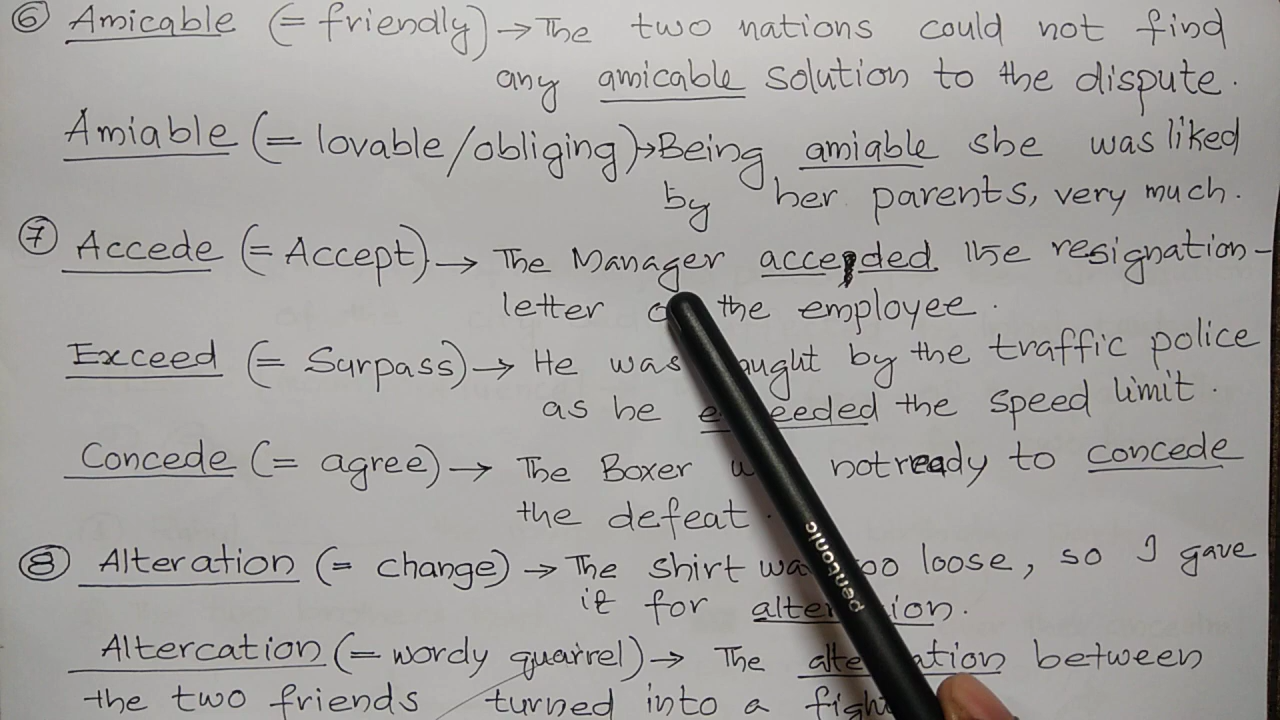 ⑥ Amicable (= friendly) → The two nations could not find
any amicable solution to the dispute.
Amiable (= lovable/obliging) → Being amiable she was liked
by her parents, very much.
⑦ Accede (= Accept) → The Manager acceded the resignation-
letter the employee.
Exceed (= Surpass) → He was by the traffic police
as he the speed limit.
Concede (= agree) → The Boxer not ready to concede
the defeat.
⑧ Alteration (= change) → The shirt loose, so I gave
it for
Altercation (= wordy quarrel) → The between
the two friends turned into a
pentonic